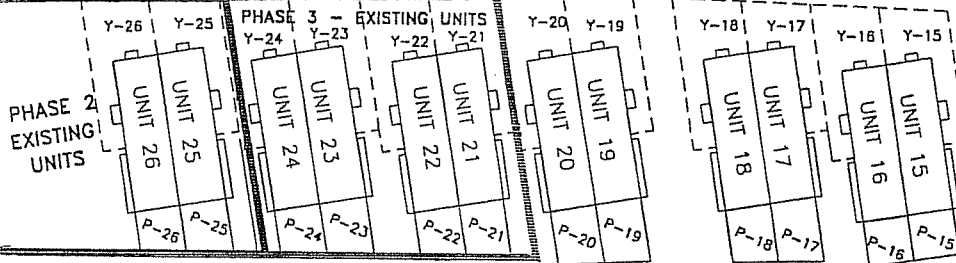 PHASE 3 - EXISTING UNITS
Y-26 Y-25 Y-24 Y-23 Y-22 Y-21 Y-20 Y-19 Y-18 Y-17 Y-16 Y-15
PHASE 2
EXISTING
UNITS
UNIT 26
UNIT 25
UNIT 24
UNIT 23
UNIT 22
UNIT 21
UNIT 20
UNIT 19
UNIT 18
UNIT 17
UNIT 16
UNIT 15
P-26 P-25 P-24 P-23 P-22 P-21 P-20 P-19 P-18 P-17 P-16 P-15